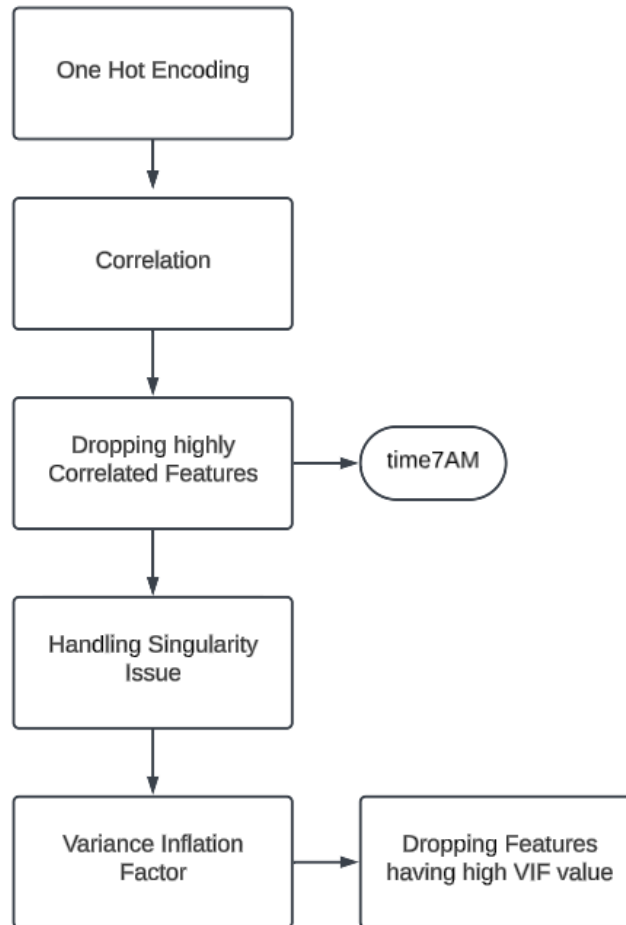 One Hot Encoding
Correlation
Dropping highly
Correlated Features
time7AM
Handling Singularity
Issue
Variance Inflation
Factor
Dropping Features
having high VIF value